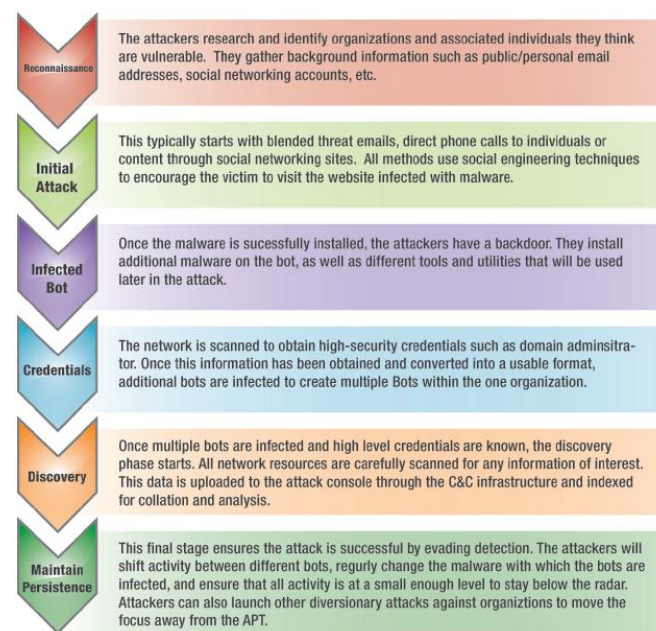 Reconnaissance
The attackers research and identify organizations and associated individuals they think
are vulnerable. They gather background information such as public/personal email
addresses, social networking accounts, etc.
Initial
Attack
This typically starts with blended threat emails, direct phone calls to individuals or
content through social networking sites. All methods use social engineering techniques
to encourage the victim to visit the website infected with malware.
Infected
Bot
Once the malware is sucessfully installed, the attackers have a backdoor. They install
additional malware on the bot, as well as different tools and utilities that will be used
later in the attack.
Credentials
The network is scanned to obtain high-security credentials such as domain adminsitra-
tor. Once this information has been obtained and converted into a usable format,
additional bots are infected to create multiple Bots within the one organization.
Discovery
Once multiple bots are infected and high level credentials are known, the discovery
phase starts. All network resources are carefully scanned for any information of interest.
This data is uploaded to the attack console through the C&C infrastructure and indexed
for collation and analysis.
Maintain
Persistence
This final stage ensures the attack is successful by evading detection. The attackers will
shift activity between different bots, regurly change the malware with which the bots are
infected, and ensure that all activity is at a small enough level to stay below the radar.
Attackers can also launch other diversionary attacks against organiztions to move the
focus away from the APT.